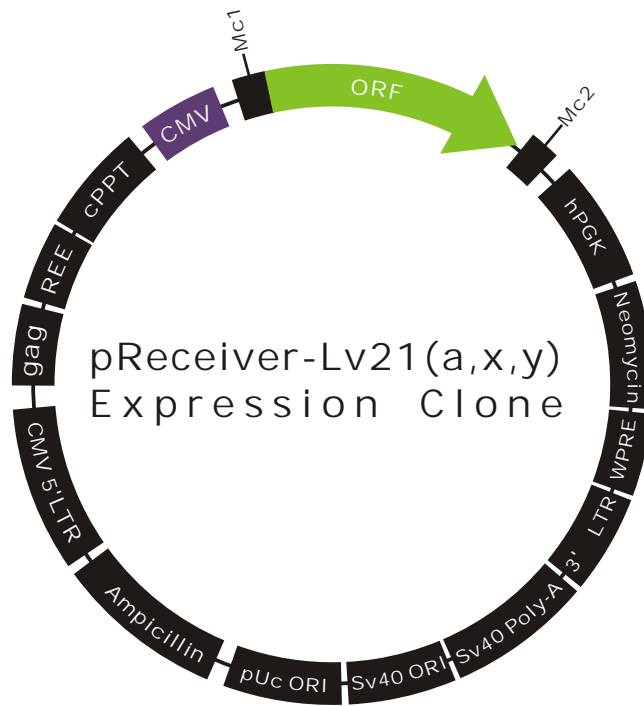 Mc1
ORF
Mc2
hPGK
Neomycin
WPRE
3' LTR
Sv40 Poly-A
Sv40 ORI
pUc ORI
Ampicillin
CMV 5'LTR
gag
REE
cPPT
CMV
pReceiver-Lv21(a,x,y)
Expression Clone